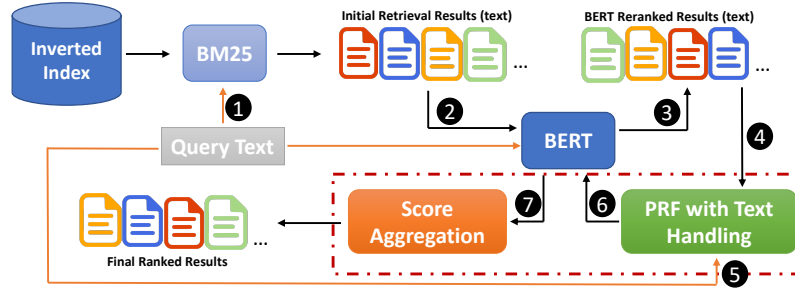 Initial Retrieval Results (text)
BERT Reranked Results (text)
Inverted
Index
BM25
...
...
1
2
3
4
Query Text
BERT
7
6
Score
Aggregation
PRF with Text
Handling
...
Final Ranked Results
5